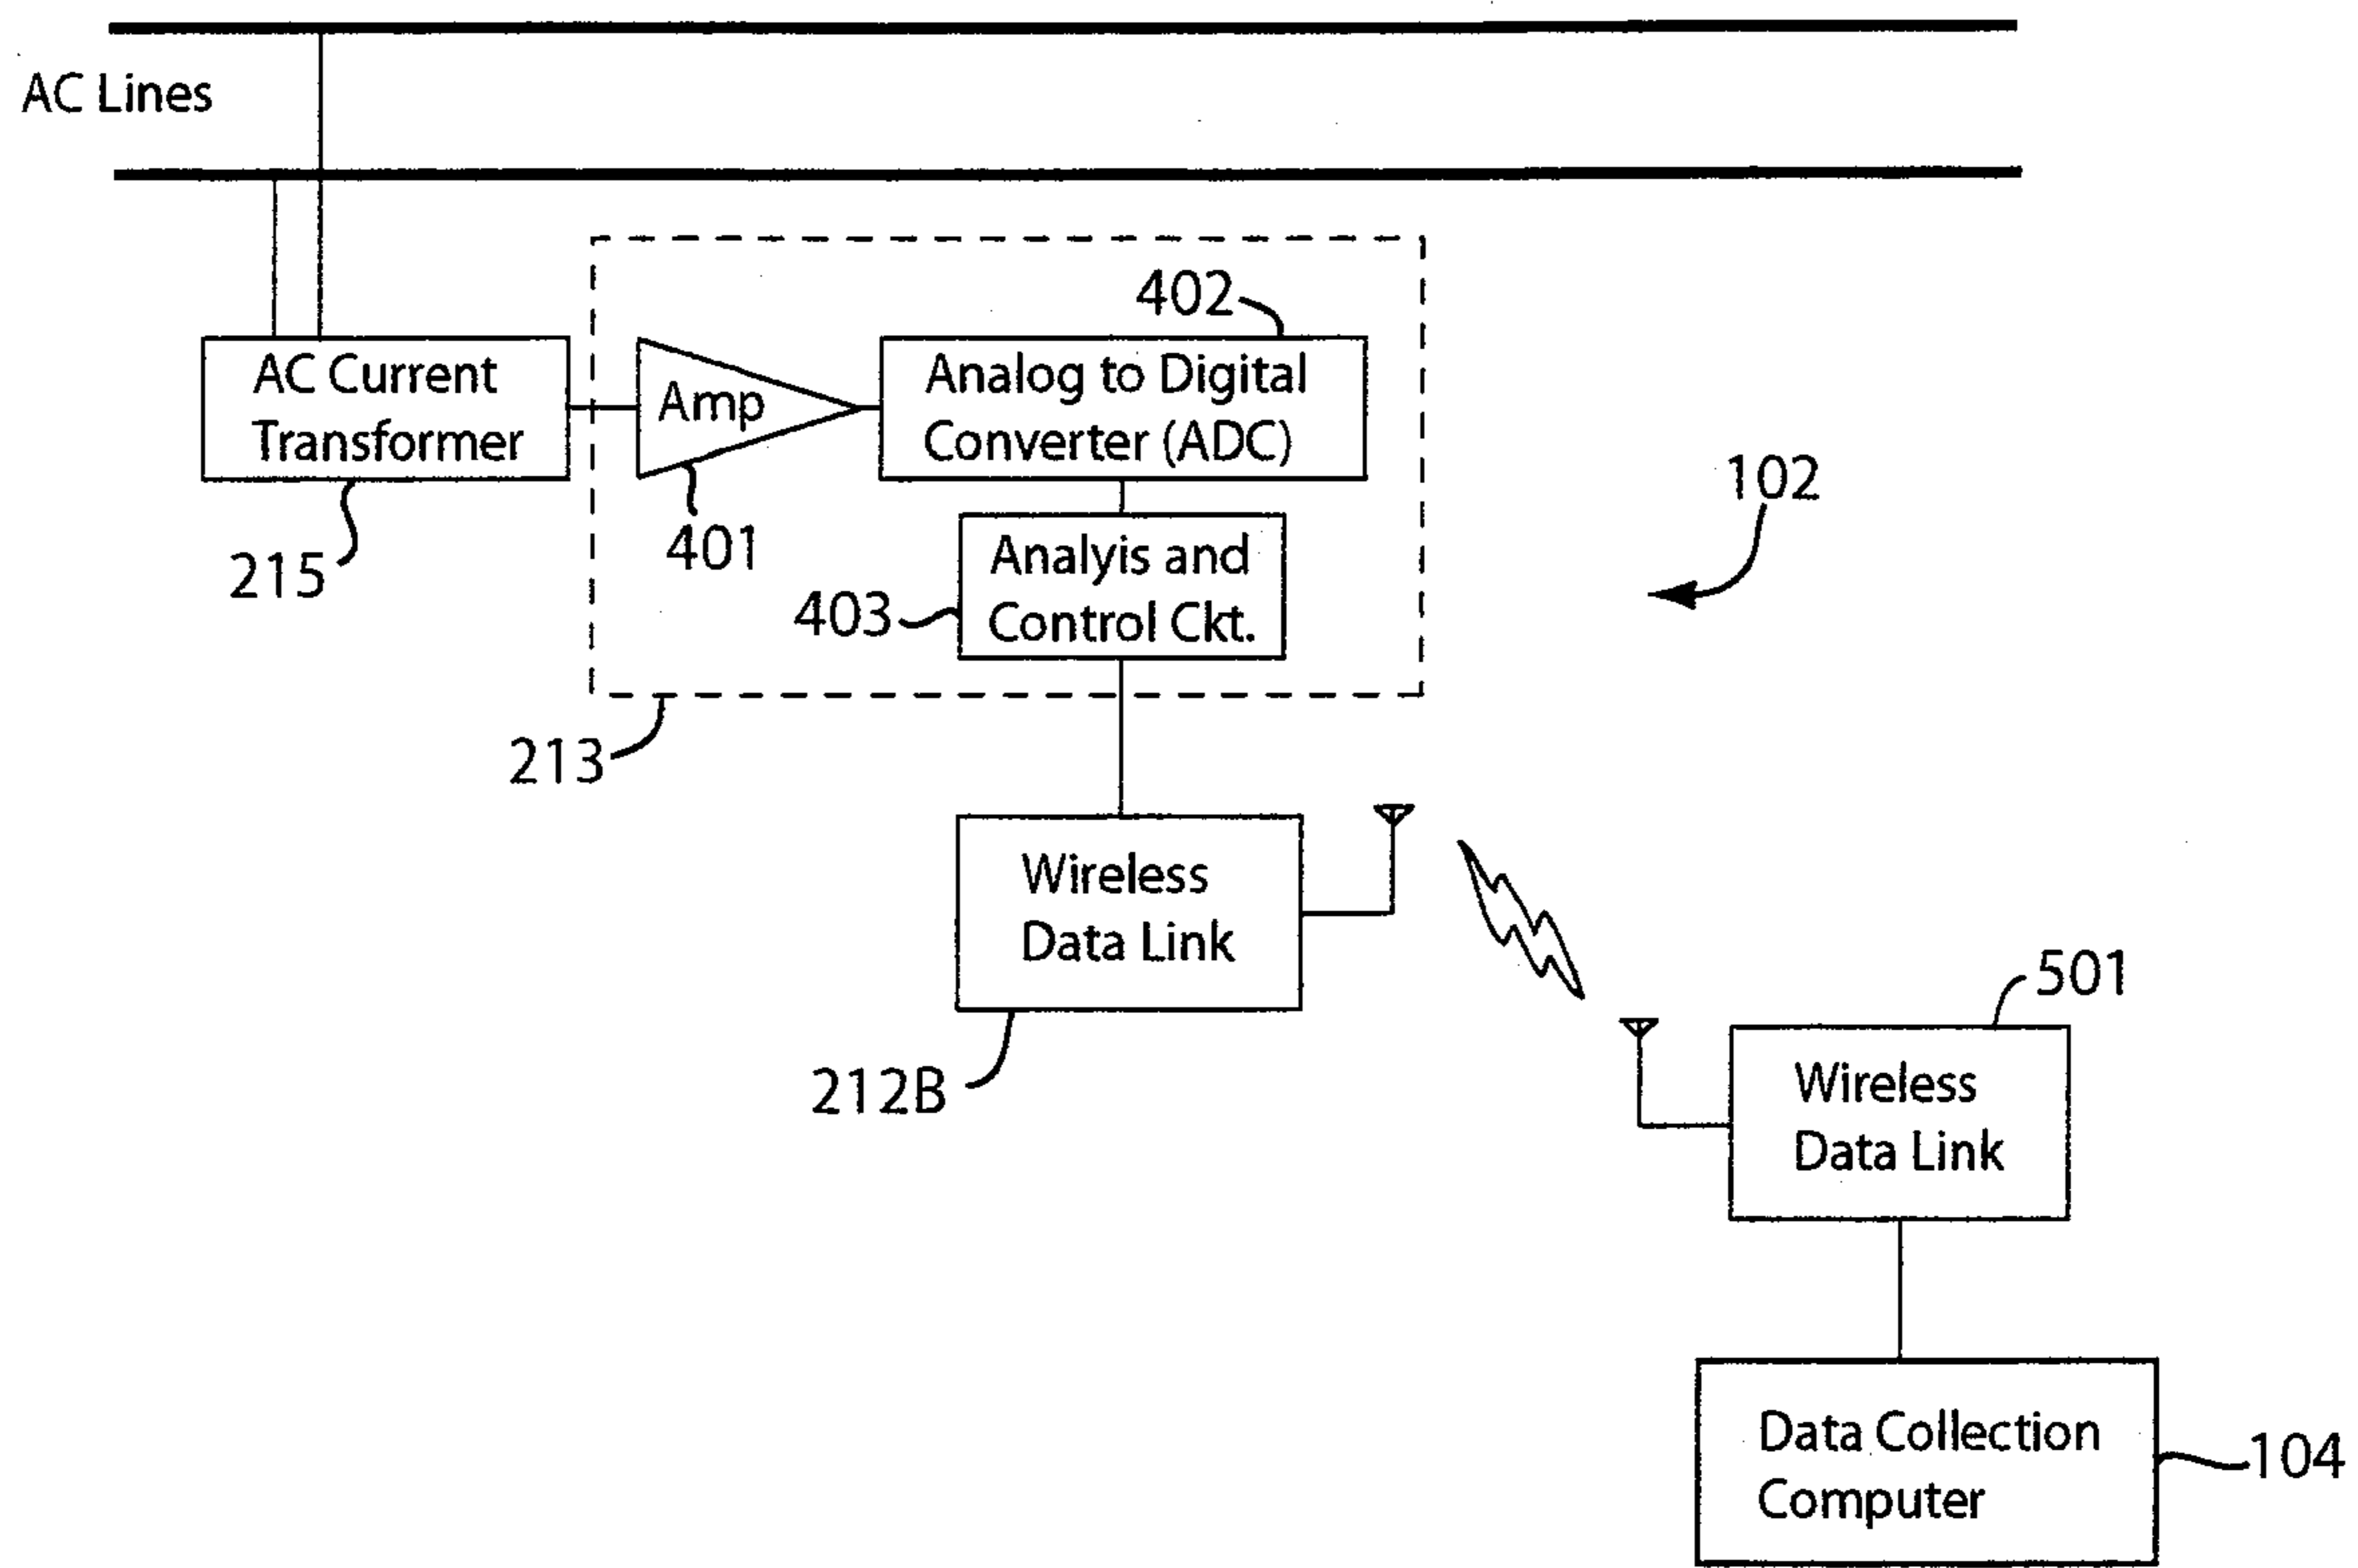 AC Lines
402
AC Current
Transformer
Amp
Analog to Digital
Converter (ADC)
102
401
215
Analyis and
Control Ckt.
403
213
Wireless
Data Link
501
212B
Wireless
Data Link
Data Collection
Computer
104